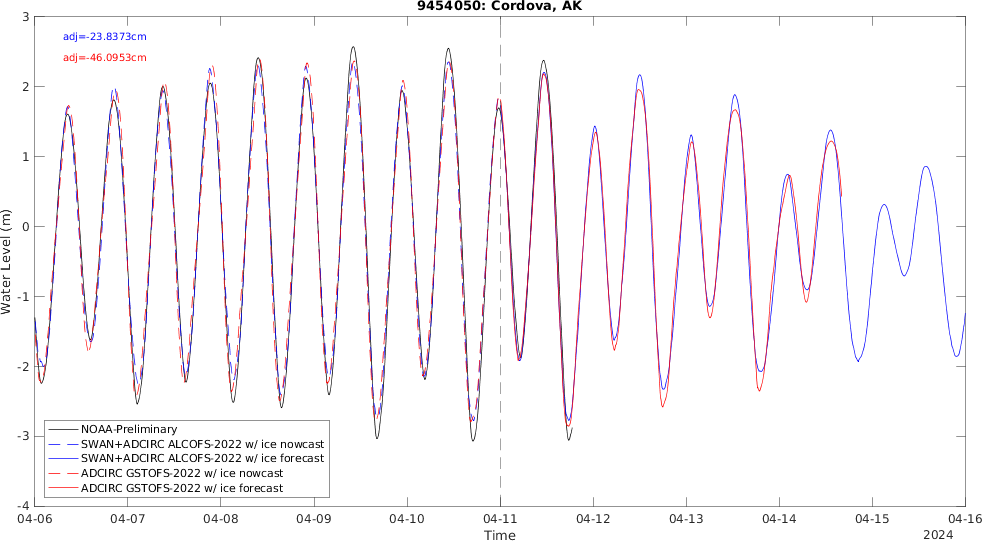 9454050: Cordova, AK
adj=-23.8373cm
adj=-46.0953cm
3
2
1
0
-1
-2
-3
-4
Water Level (m)
NOAA-Preliminary
SWAN+ADCIRC ALCOFS-2022 w/ ice nowcast
SWAN+ADCIRC ALCOFS-2022 w/ ice forecast
ADCIRC GSTOFS-2022 w/ ice nowcast
ADCIRC GSTOFS-2022 w/ ice forecast
04-06 04-07 04-08 04-09 04-10 04-11 04-12 04-13 04-14 04-15 04-16
Time
2024